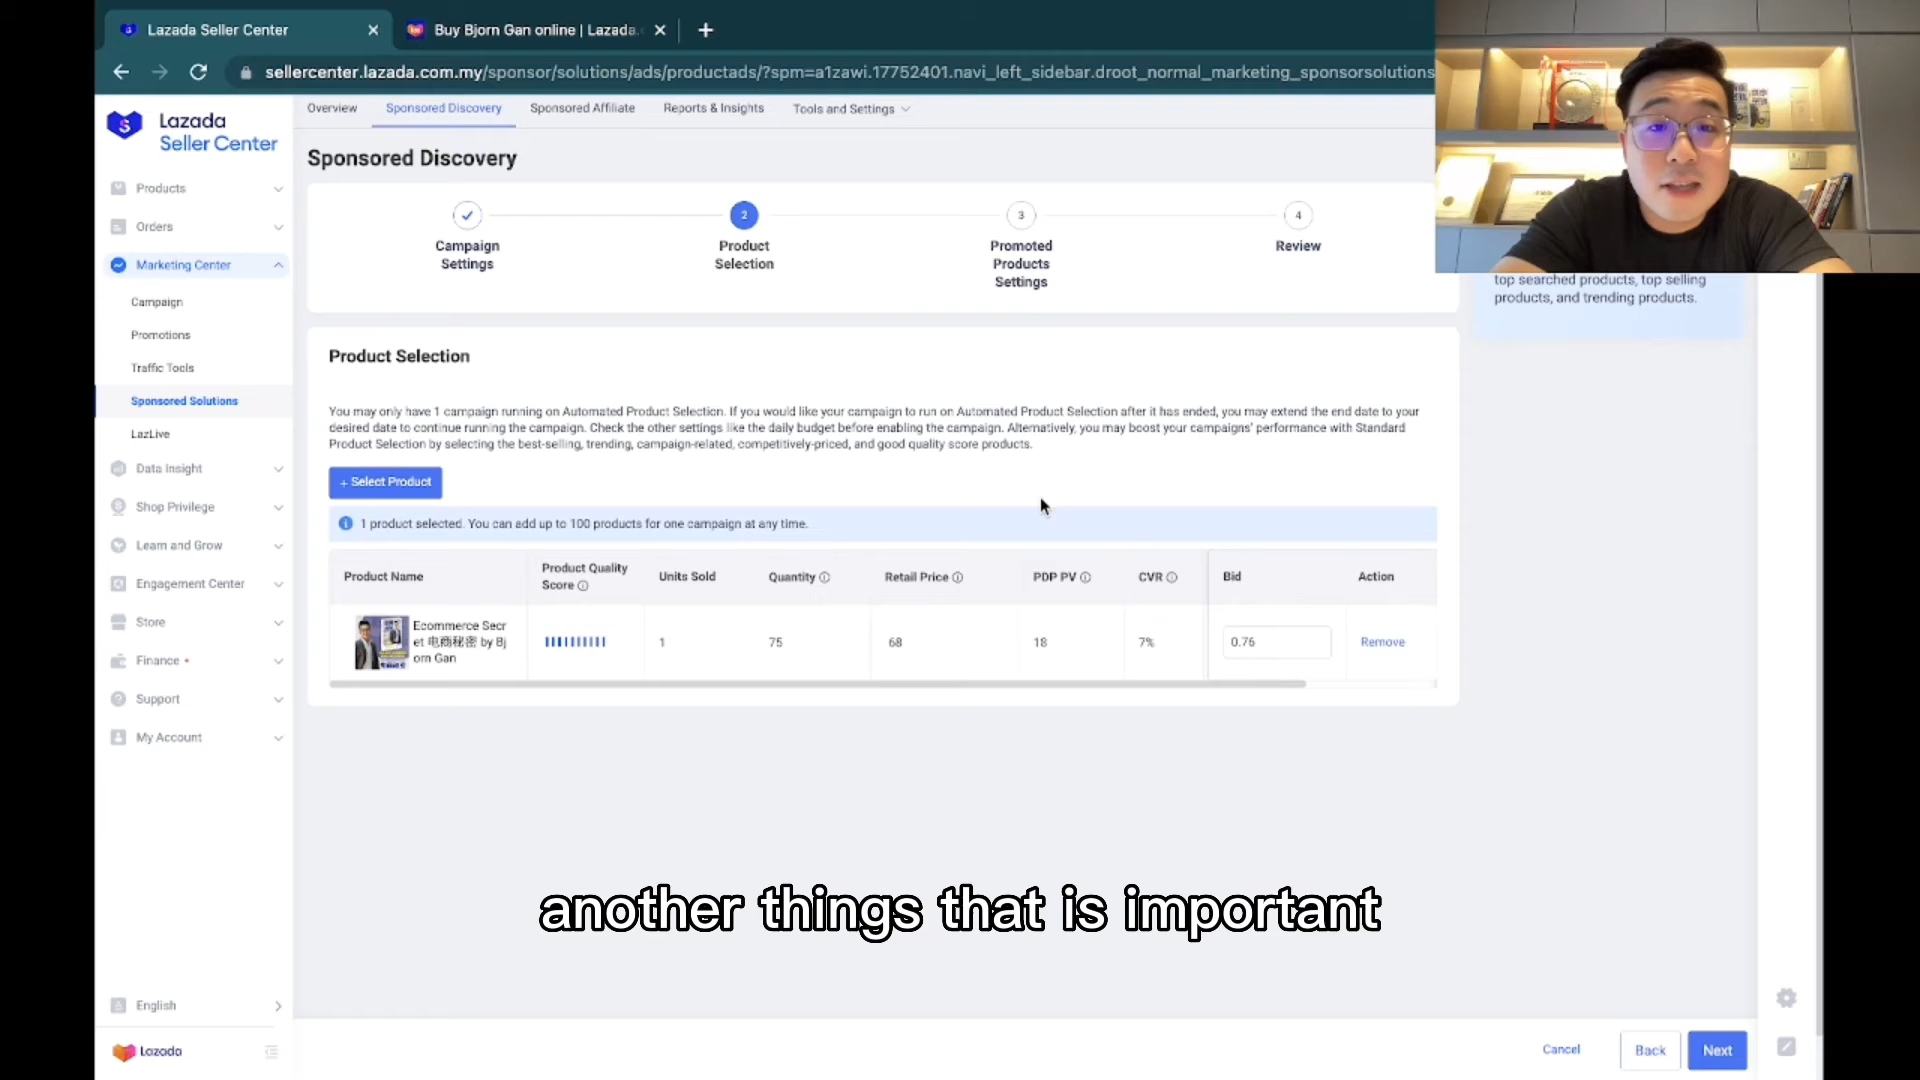 Lazada Seller Center
Buy Bjorn Gan online | Lazada.
sellercenter.lazada.com.my/sponsor/solutions/ads/productads/?spm=a1zawi.17752401.navi_left_sidebar.droot_normal_marketing_sponsorsolutions
Lazada
Seller Center
Products
Orders
Marketing Center
Campaign
Promotions
Traffic Tools
Sponsored Solutions
LazLive
Data Insight
Shop Privilege
Learn and Grow
Engagement Center
Store
Finance
Support
My Account
English
Lazada
Overview
Sponsored Discovery
Sponsored Affiliate
Reports & Insights
Tools and Settings
Sponsored Discovery
Campaign
Settings
2
Product
Selection
3
Promoted
Products
Settings
4
Review
top searched products, top selling
products, and trending products.
Product Selection
You may only have 1 campaign running on Automated Product Selection. If you would like your campaign to run on Automated Product Selection after it has ended, you may extend the end date to your
desired date to continue running the campaign. Check the other settings like the daily budget before enabling the campaign. Alternatively, you may boost your campaigns' performance with Standard
Product Selection by selecting the best-selling, trending, campaign-related, competitively-priced, and good quality score products.
+ Select Product
1 product selected. You can add up to 100 products for one campaign at any time.
Product Name
Product Quality
Score
Units Sold
Quantity
Retail Price
PDP PV
CVR
Bid
Action
Ecommerce Secr
et 电商秘密 by Bj
orn Gan
1
75
68
18
7%
0.76
Remove
another things that is important
Cancel
Back
Next